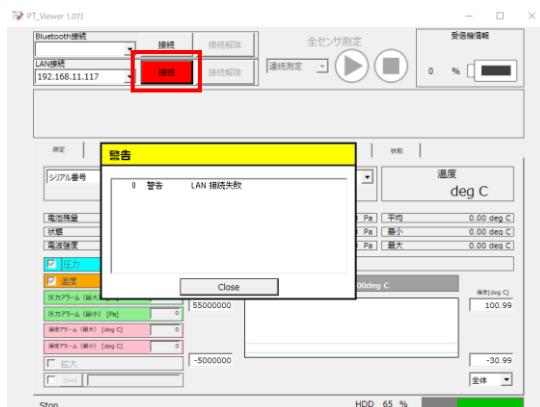 PT_Viewer 1.07J
Bluetooth接続
接続
接続解除
全センサ測定
受信機情報
LAN接続
192.168.11.117
接続
接続解除
連続測定
0 %
測定
状態
警告
0 警告 LAN 接続失敗
Close
シリアル番号
温度
deg C
電池残量
Pa
平均
0.00 deg C
状態
Pa
最小
0.00 deg C
電波強度
Pa
最大
0.00 deg C
圧力
温度
00deg C
圧力アラーム (最大)
0
55000000
温度[deg C]
100.99
圧力アラーム (最小) [Pa]
0
温度アラーム (最大) [deg C]
0
温度アラーム (最小) [deg C]
0
拡大
-5000000
-30.99
全体
Stop
HDD 65 %